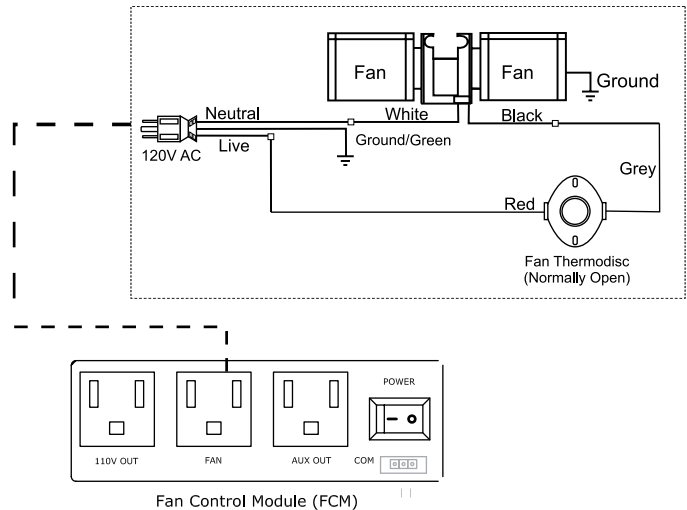 Fan
Fan
Ground
Neutral
White
Black
120V AC
Live
Ground/Green
Grey
Red
Fan Thermodisc
(Normally Open)
POWER
110V OUT
FAN
AUX OUT
COM
Fan Control Module (FCM)